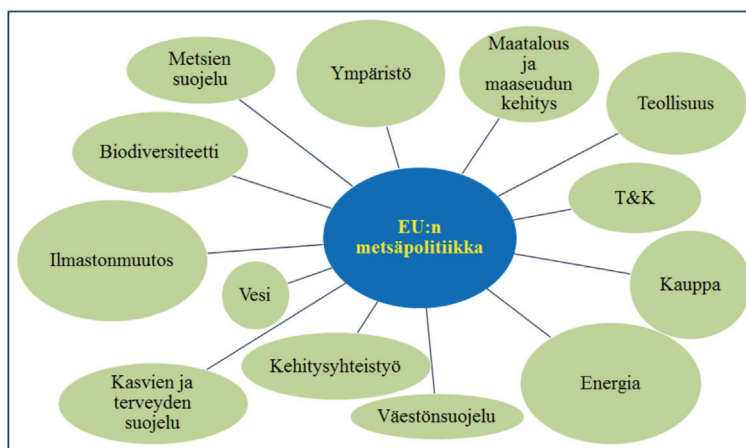 Metsien
suojelu
Ympäristö
Maatalous
ja
maaseudun
kehitys
Teollisuus
Biodiversiteetti
T&K
EU:n
metsäpolitiikka
Ilmastonmuutos
Vesi
Kauppa
Kehitysyhteistyö
Energia
Kasvien ja
terveyden
suojelu
Väestönsuojelu